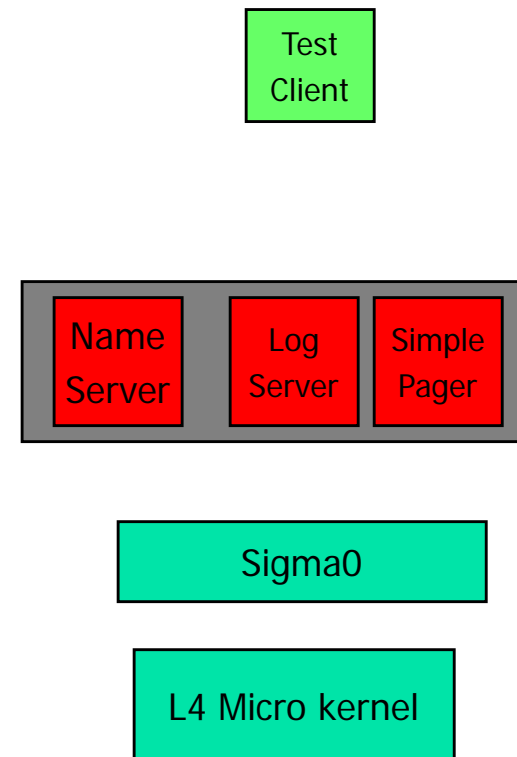 Test
Client
Name
Server
Log
Server
Simple
Pager
Sigma0
L4 Micro kernel